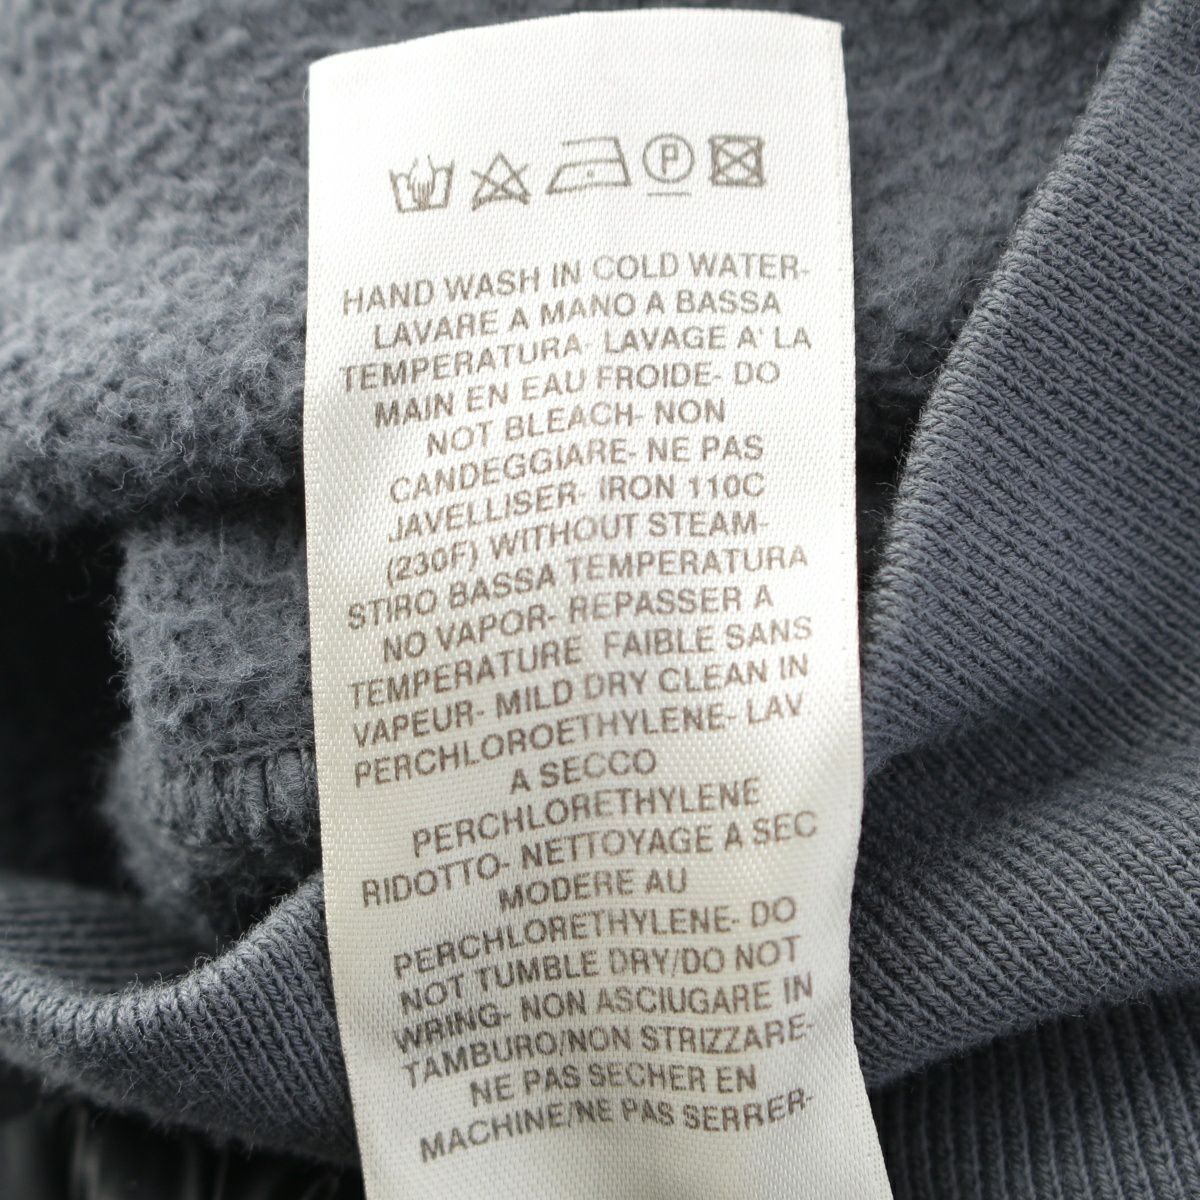 P
HAND WASH IN COLD WATER-
LAVARE A MANO A BASSA
TEMPERATURA- LAVAGE A' LA
MAIN EN EAU FROIDE- DO
NOT BLEACH- NON
CANDEGGIARE- NE PAS
JAVELLISER- IRON 110C
(230F) WITHOUT STEAM-
STIRO BASSA TEMPERATURA
NO VAPOR- REPASSER A
TEMPERATURE FAIBLE SANS
VAPEUR- MILD DRY CLEAN IN
PERCHLOROETHYLENE- LAV
A SECCO
PERCHLORETHYLENE
RIDOTTO- NETTOYAGE A SEC
MODERE AU
PERCHLORETHYLENE- DO
NOT TUMBLE DRY/DO NOT
WRING- NON ASCIUGARE IN
TAMBURO/NON STRIZZARE-
NE PAS SECHER EN
MACHINE/NE PAS SERRER-